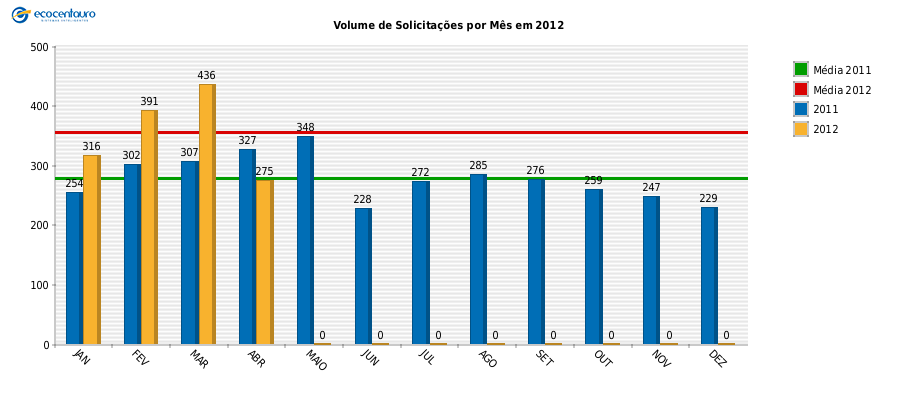 ecocentauro
Volume de Solicitações por Mês em 2012
500
400
300
200
100
0
254
316
302
391
307
436
327
275
348
0
228
0
272
0
285
0
276
0
259
0
247
0
229
0
JAN
FEV
MAR
ABR
MAIO
JUN
JUL
AGO
SET
OUT
NOV
DEZ
Média 2011
Média 2012
2011
2012